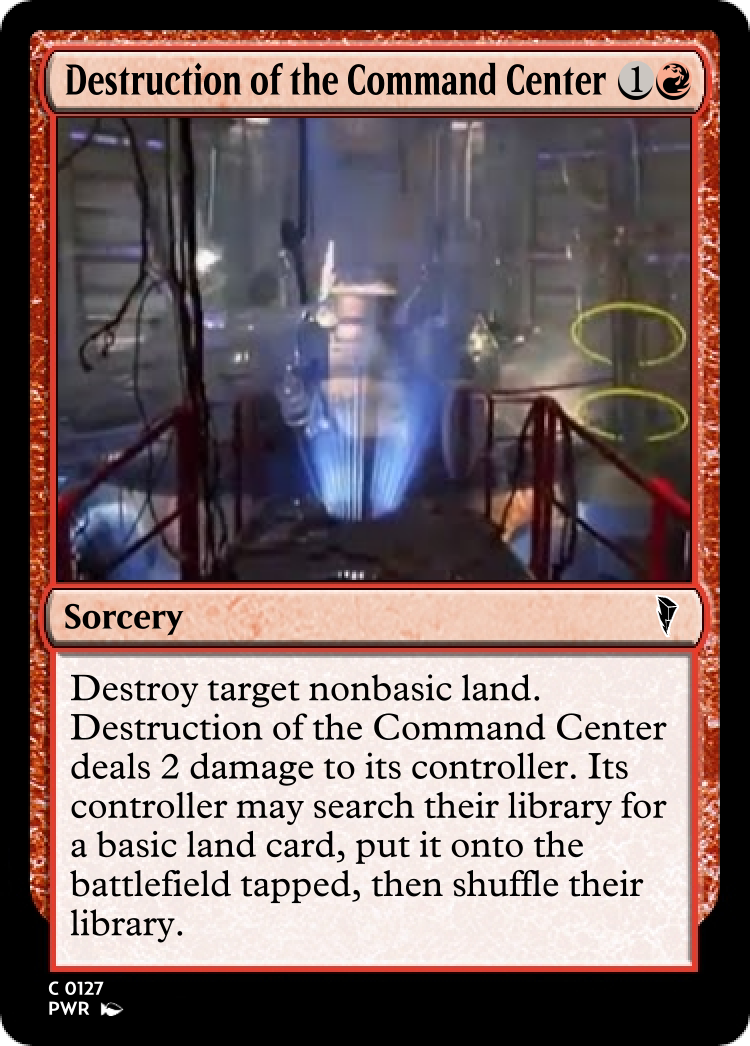 Destruction of the Command Center 1
Sorcery
Destroy target nonbasic land.
Destruction of the Command Center
deals 2 damage to its controller. Its
controller may search their library for
a basic land card, put it onto the
battlefield tapped, then shuffle their
library.
C 0127
PWR